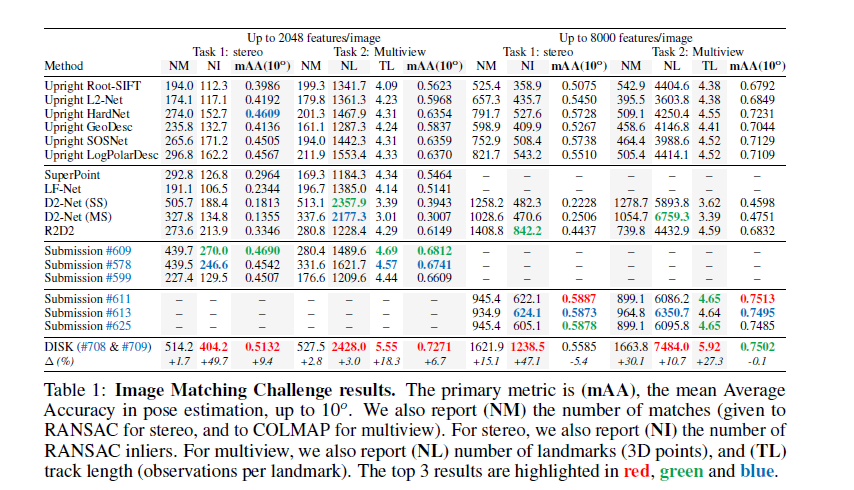 Up to 2048 features/image Up to 8000 features/image
Task 1: stereo Task 2: Multiview Task 1: stereo Task 2: Multiview
Method NM NI mAA(10°) NM NL TL mAA(10°) NM NI mAA(10°) NM NL TL mAA(10°)
Upright Root-SIFT 194.0 112.3 0.3986 199.3 1341.7 4.09 0.5623 525.4 358.9 0.5075 542.9 4404.6 4.38 0.6792
Upright L2-Net 174.1 117.1 0.4192 179.8 1361.3 4.23 0.5968 657.3 435.7 0.5450 395.5 3603.8 4.38 0.6849
Upright HardNet 274.0 152.7 0.4609 201.3 1467.9 4.31 0.6354 791.7 527.6 0.5728 509.1 4250.4 4.55 0.7231
Upright GeoDesc 235.8 132.7 0.4136 161.1 1287.3 4.24 0.5837 598.9 409.9 0.5267 458.6 4146.8 4.41 0.7044
Upright SOSNet 265.6 171.2 0.4505 194.0 1442.3 4.31 0.6359 752.9 508.4 0.5738 464.4 3988.6 4.52 0.7129
Upright LogPolarDesc 296.8 162.2 0.4567 211.9 1553.4 4.33 0.6370 821.7 543.2 0.5510 505.4 4414.1 4.52 0.7109
SuperPoint 292.8 126.8 0.2964 169.3 1184.3 4.34 0.5464 – – – – – – –
LF-Net 191.1 106.5 0.2344 196.7 1385.0 4.14 0.5141 – – – – – – –
D2-Net (SS) 505.7 188.4 0.1813 513.1 2357.9 3.39 0.3943 1258.2 482.3 0.2228 1278.7 5893.8 3.62 0.4598
D2-Net (MS) 327.8 134.8 0.1355 337.6 2177.3 3.01 0.3007 1028.6 470.6 0.2506 1054.7 6759.3 3.39 0.4751
R2D2 273.6 213.9 0.3346 280.8 1228.4 4.29 0.6149 1408.8 842.2 0.4437 739.8 4432.9 4.59 0.6832
Submission #609 439.7 270.0 0.4690 280.4 1489.6 4.69 0.6812 – – – – – – –
Submission #578 439.5 246.6 0.4542 331.6 1621.7 4.57 0.6741 – – – – – – –
Submission #599 227.4 129.5 0.4507 176.6 1209.6 4.44 0.6609 – – – – – – –
Submission #611 – – – – – – – 945.4 622.1 0.5887 899.1 6086.2 4.65 0.7513
Submission #613 – – – – – – – 934.9 624.1 0.5873 964.8 6350.7 4.64 0.7495
Submission #625 – – – – – – – 945.4 605.1 0.5878 899.1 6095.8 4.65 0.7485
DISK (#708 & #709) 514.2 404.2 0.5132 527.5 2428.0 5.55 0.7271 1621.9 1238.5 0.5585 1663.8 7484.0 5.92 0.7502
Δ (%) +1.7 +49.7 +9.4 +2.8 +3.0 +18.3 +6.7 +15.1 +47.1 -5.4 +30.1 +10.7 +27.3 -0.1
Table 1: Image Matching Challenge results. The primary metric is (mAA), the mean Average
Accuracy in pose estimation, up to 10°. We also report (NM) the number of matches (given to
RANSAC for stereo, and to COLMAP for multiview). For stereo, we also report (NI) the number of
RANSAC inliers. For multiview, we also report (NL) number of landmarks (3D points), and (TL)
track length (observations per landmark). The top 3 results are highlighted in red, green and blue.